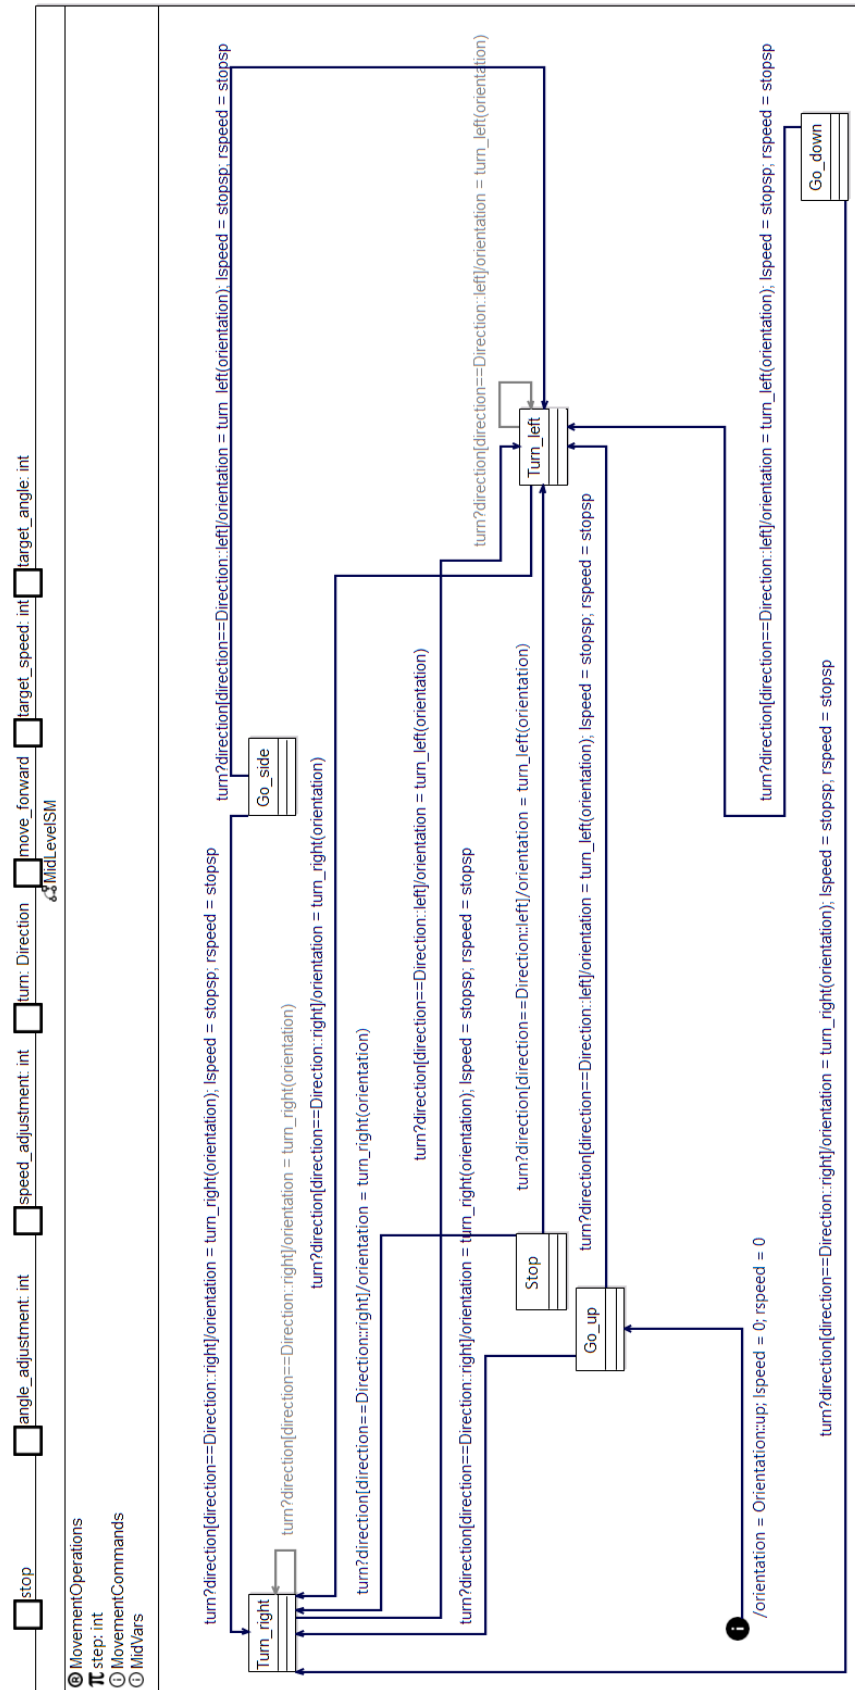 stop
angle_adjustment: int
speed_adjustment: int
turn: Direction
move_forward
target_speed: int
target_angle: int
MidLevelSM
R MovementOperations
π step: int
i MovementCommands
i MidVars
turn?direction[direction==Direction::right]/orientation = turn_right(orientation); lspeed = stopsp; rspeed = stopsp
turn?direction[direction==Direction::left]/orientation = turn_left(orientation); lspeed = stopsp; rspeed = stopsp
Turn_right
Go_side
turn?direction[direction==Direction::right]/orientation = turn_right(orientation)
turn?direction[direction==Direction::right]/orientation = turn_right(orientation)
turn?direction[direction==Direction::right]/orientation = turn_right(orientation)
turn?direction[direction==Direction::left]/orientation = turn_left(orientation)
turn?direction[direction==Direction::right]/orientation = turn_right(orientation); lspeed = stopsp; rspeed = stopsp
turn?direction[direction==Direction::left]/orientation = turn_left(orientation)
turn?direction[direction==Direction::left]/orientation = turn_left(orientation)
Stop
Turn_left
turn?direction[direction==Direction::left]/orientation = turn_left(orientation); lspeed = stopsp; rspeed = stopsp
Go_up
i
/orientation = Orientation::up; lspeed = 0; rspeed = 0
turn?direction[direction==Direction::left]/orientation = turn_left(orientation); lspeed = stopsp; rspeed = stopsp
Go_down
turn?direction[direction==Direction::right]/orientation = turn_right(orientation); lspeed = stopsp; rspeed = stopsp